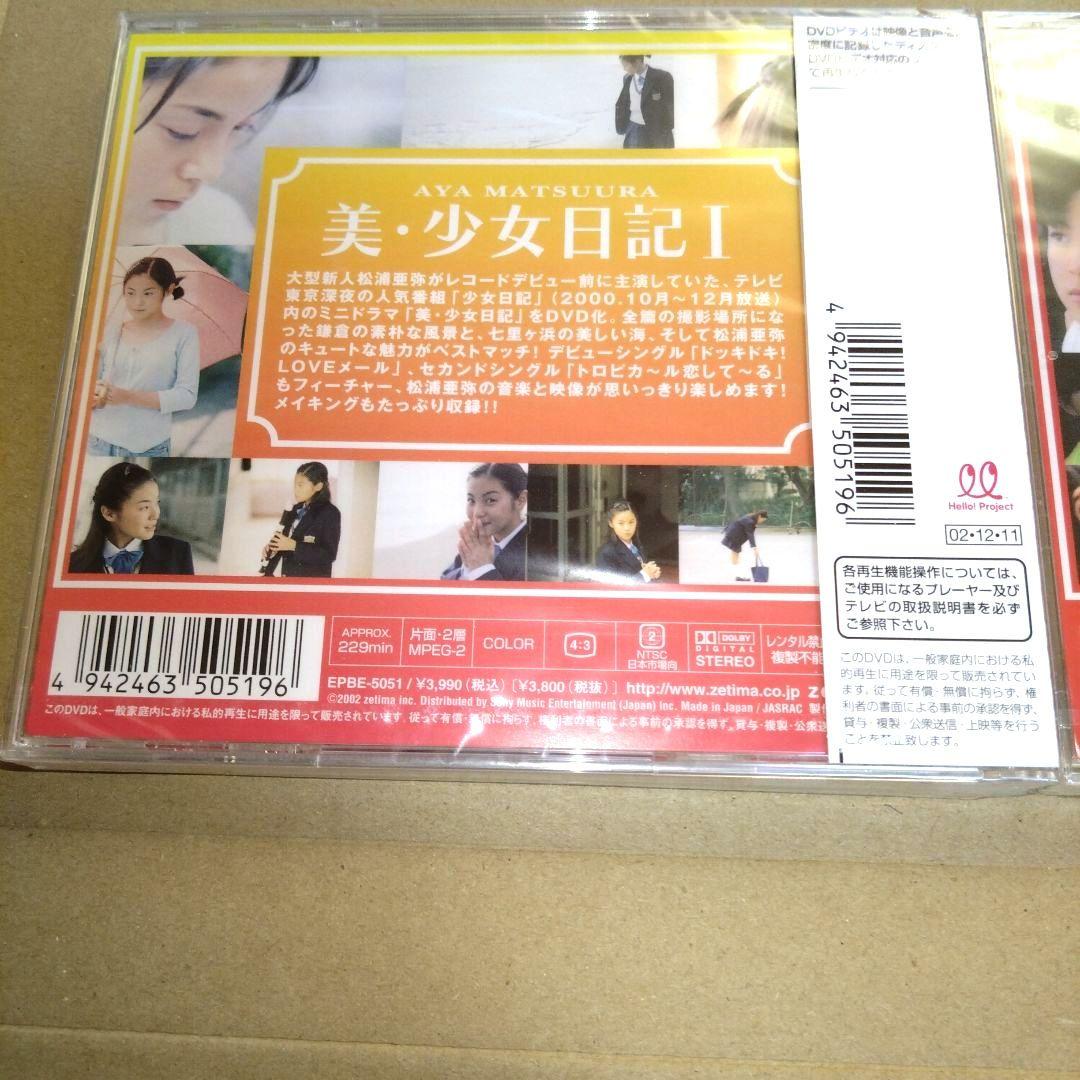 AYA MATSUURA
美・少女日記I
大型新人松浦亜弥がレコードデビュー前に主演していた、テレビ
東京深夜の人気番組「少女日記」(2000.10月～12月放送)
内のミニドラマ「美・少女日記」をDVD化。全篇の撮影場所にな
った鎌倉の素朴な風景と、七里ヶ浜の美しい海、そして松浦亜弥
のキュートな魅力がベストマッチ! デビューシングル「ドッキドキ!
LOVEメール」、セカンドシングル「トロピカ～ル恋して～る」
もフィーチャー、松浦亜弥の音楽と映像が思いっきり楽しめます!
メイキングもたっぷり収録!!
4 942463 505196
APPROX.
229min
片面・2層
MPEG-2
COLOR
4:3
2
NTSC
日本市場向
DOLBY
DIGITAL
STEREO
レンタル禁止
複製不能
EPBE-5051 / ¥3,990(税込) [¥3,800(税抜)] http://www.zetima.co.jp
©2002 zetima inc. Distributed by Sony Music Entertainment (Japan) Inc. Made in Japan / JASRAC
このDVDは、一般家庭内における私的再生に用途を限って販売されています。従って有償・無償に拘らず、権利者の書面による事前の承認を得ず、貸与・複製・公衆送
DVDビデオは映像と音声を
密度に記録したディス
4 942463 505196
Hello! Project
02・12・11
各再生機能操作については、
ご使用になるプレーヤー及び
テレビの取扱説明書を必ず
ご参照下さい。
このDVDは、一般家庭内における私
的再生に用途を限って販売されてい
ます。従って有償・無償に拘らず、権
利者の書面による事前の承認を得ず、
貸与・複製・公衆送信・上映等を行う
ことを禁止致します。